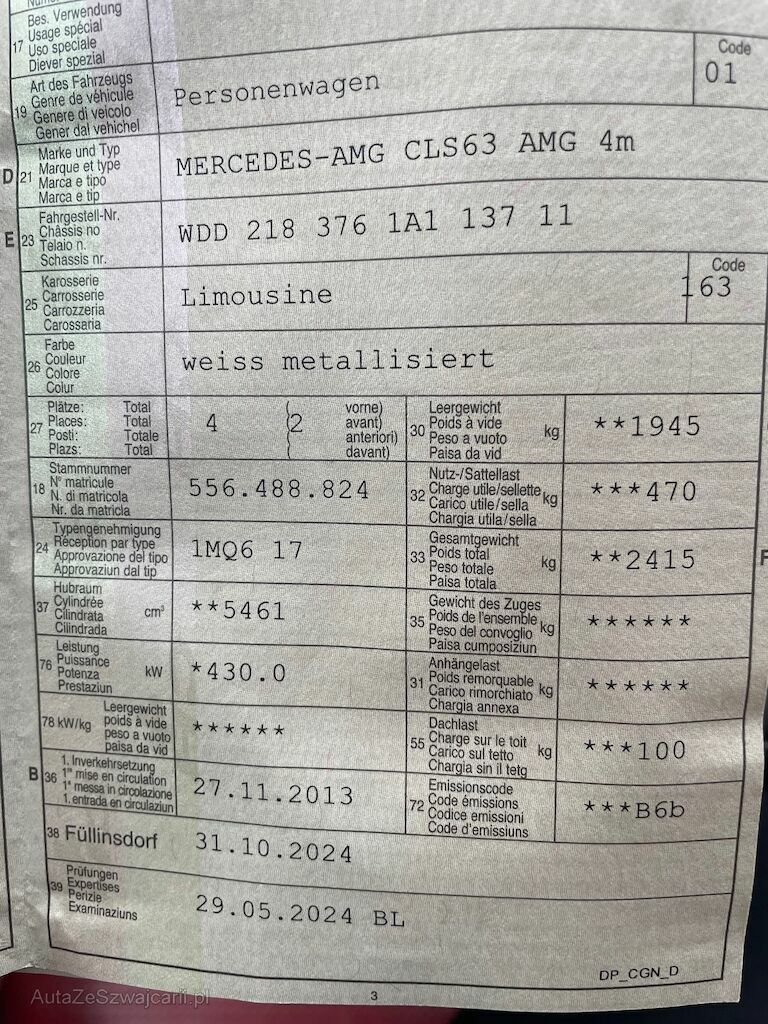 Bes. Verwendung
Usage spécial
17 Uso speciale
Diever spezial
Art des Fahrzeugs
Genre de véhicule
19 Genere di veicolo
Gener dal vehichel
Personenwagen
Code
01
Marke und Typ
Marque et type
D 21 Marca e tipo
Marca e tip
MERCEDES-AMG CLS63 AMG 4m
Fahrgestell-Nr.
Châssis no
E 23 Telaio n.
Schassis nr.
WDD 218 376 1A1 137 11
Karosserie
Carrosserie
25 Carrozzeria
Carossaria
Limousine
Code
163
Farbe
Couleur
26 Colore
Colur
weiss metallisiert
Plätze: Total
Places: Total
27 Posti: Totale
Plazs: Total
4 (2
vorne)
avant)
anteriori)
davant)
Leergewicht
Poids à vide
30 Peso a vuoto kg
Paisa da vid
**1945
Stammnummer
N° matricule
18 N. di matricola
Nr. da matricla
556.488.824
Nutz-/Sattellast
Charge utile/sellette
32 Carico utile/sella kg
Chargia utila/sella
***470
Typengenehmigung
Réception par type
24 Approvazione del tipo
Approvaziun dal tip
1MQ6 17
Gesamtgewicht
Poids total
33 Peso totale kg
Paisa totala
**2415
Hubraum
Cylindrée
37 Cilindrata cm³
Cilindrada
**5461
Gewicht des Zuges
Poids de l'ensemble
35 Peso del convoglio kg
Paisa cumposiziun
******
Leistung
Puissance
76 Potenza kW
Prestaziun
*430.0
Anhängelast
Poids remorquable
31 Carico rimorchiato kg
Chargia annexa
******
Leergewicht
78 kW/kg poids à vide
peso a vuoto
paisa da vid
******
Dachlast
Charge sur le toit
55 Carico sul tetto kg
Chargia sin il tetg
***100
1. Inverkehrsetzung
B 36 1re mise en circulation
1a messa in circolazione
1. entrada en circulaziun
27.11.2013
Emissionscode
Code émissions
72 Codice emissioni
Code d'emissiuns
***B6b
38 Füllinsdorf 31.10.2024
Prüfungen
39 Expertises
Perizie
Examinaziuns
29.05.2024 BL
F
DP_CGN_D
3
AutaZeSzwajcarii.pl